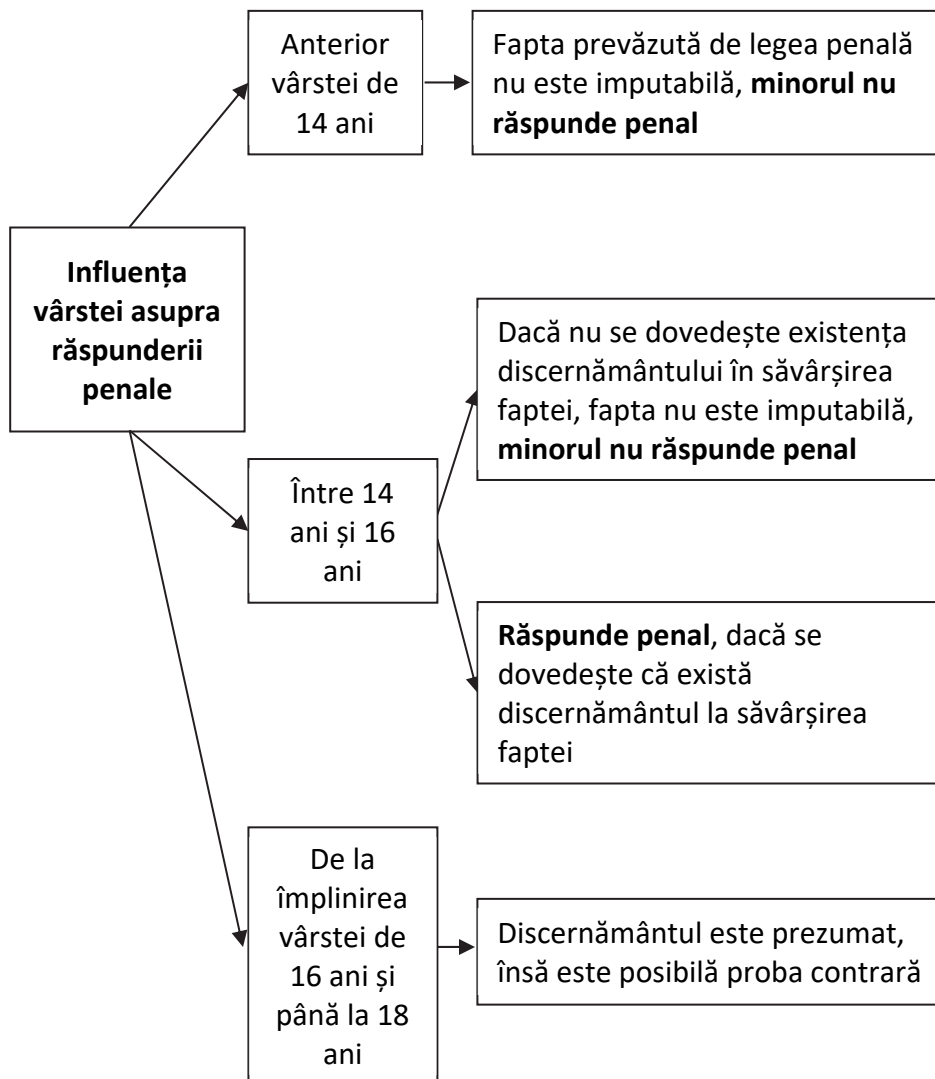 Anterior
vârstei de
14 ani
Fapta prevăzută de legea penală
nu este imputabilă, minorul nu
răspunde penal
Influența
vârstei asupra
răspunderii
penale
Dacă nu se dovedește existența
discernământului în săvârșirea
faptei, fapta nu este imputabilă,
minorul nu răspunde penal
Între 14
ani și 16
ani
Răspunde penal, dacă se
dovedește că există
discernământul la săvârșirea
faptei
De la
împlinirea
vârstei de
16 ani și
până la 18
ani
Discernământul este prezumat,
însă este posibilă proba contrară